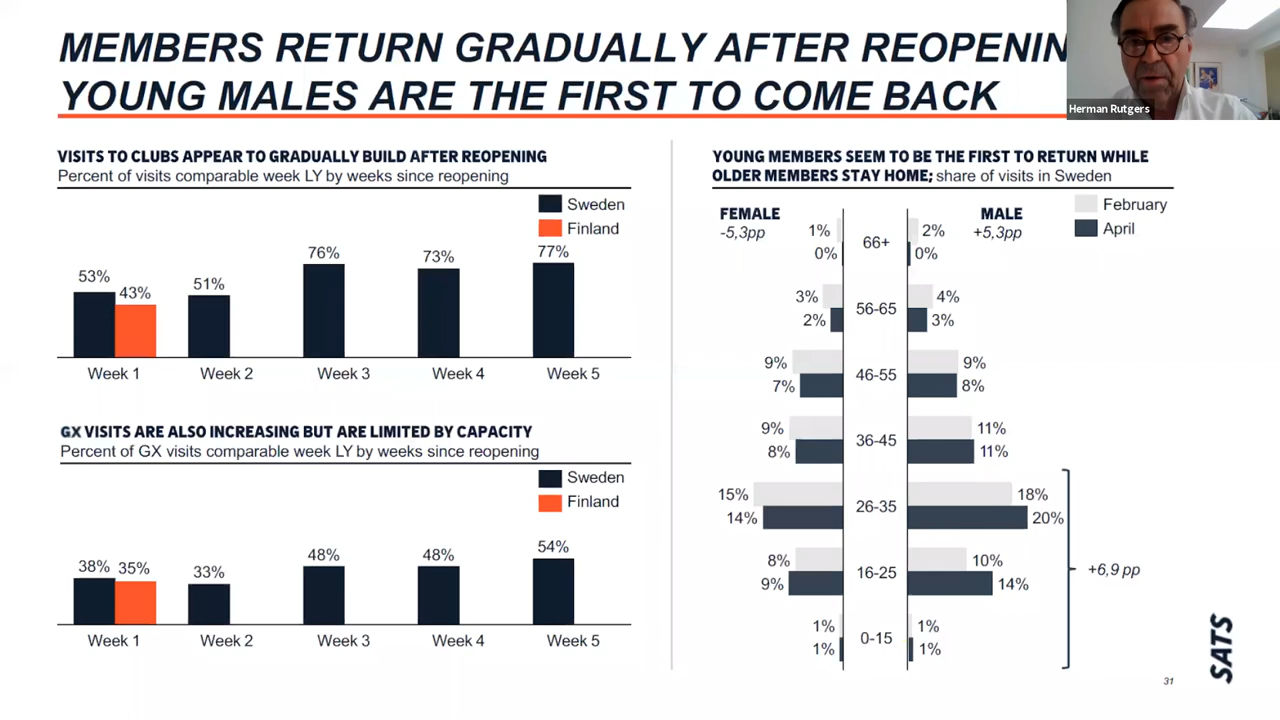 MEMBERS RETURN GRADUALLY AFTER REOPENIN
YOUNG MALES ARE THE FIRST TO COME BACK
Herman Rutgers
VISITS TO CLUBS APPEAR TO GRADUALLY BUILD AFTER REOPENING
Percent of visits comparable week LY by weeks since reopening
Sweden
Finland
53%
43%
51%
76%
73%
77%
Week 1
Week 2
Week 3
Week 4
Week 5
GX VISITS ARE ALSO INCREASING BUT ARE LIMITED BY CAPACITY
Percent of GX visits comparable week LY by weeks since reopening
Sweden
Finland
38%
35%
33%
48%
48%
54%
Week 1
Week 2
Week 3
Week 4
Week 5
YOUNG MEMBERS SEEM TO BE THE FIRST TO RETURN WHILE
OLDER MEMBERS STAY HOME; share of visits in Sweden
February
April
FEMALE
-5,3pp
MALE
+5,3pp
1%
0%
66+
2%
0%
3%
2%
56-65
4%
3%
9%
7%
46-55
9%
8%
9%
8%
36-45
11%
11%
15%
14%
26-35
18%
20%
8%
9%
16-25
10%
14%
1%
1%
0-15
1%
1%
+6,9 pp
SATS
31